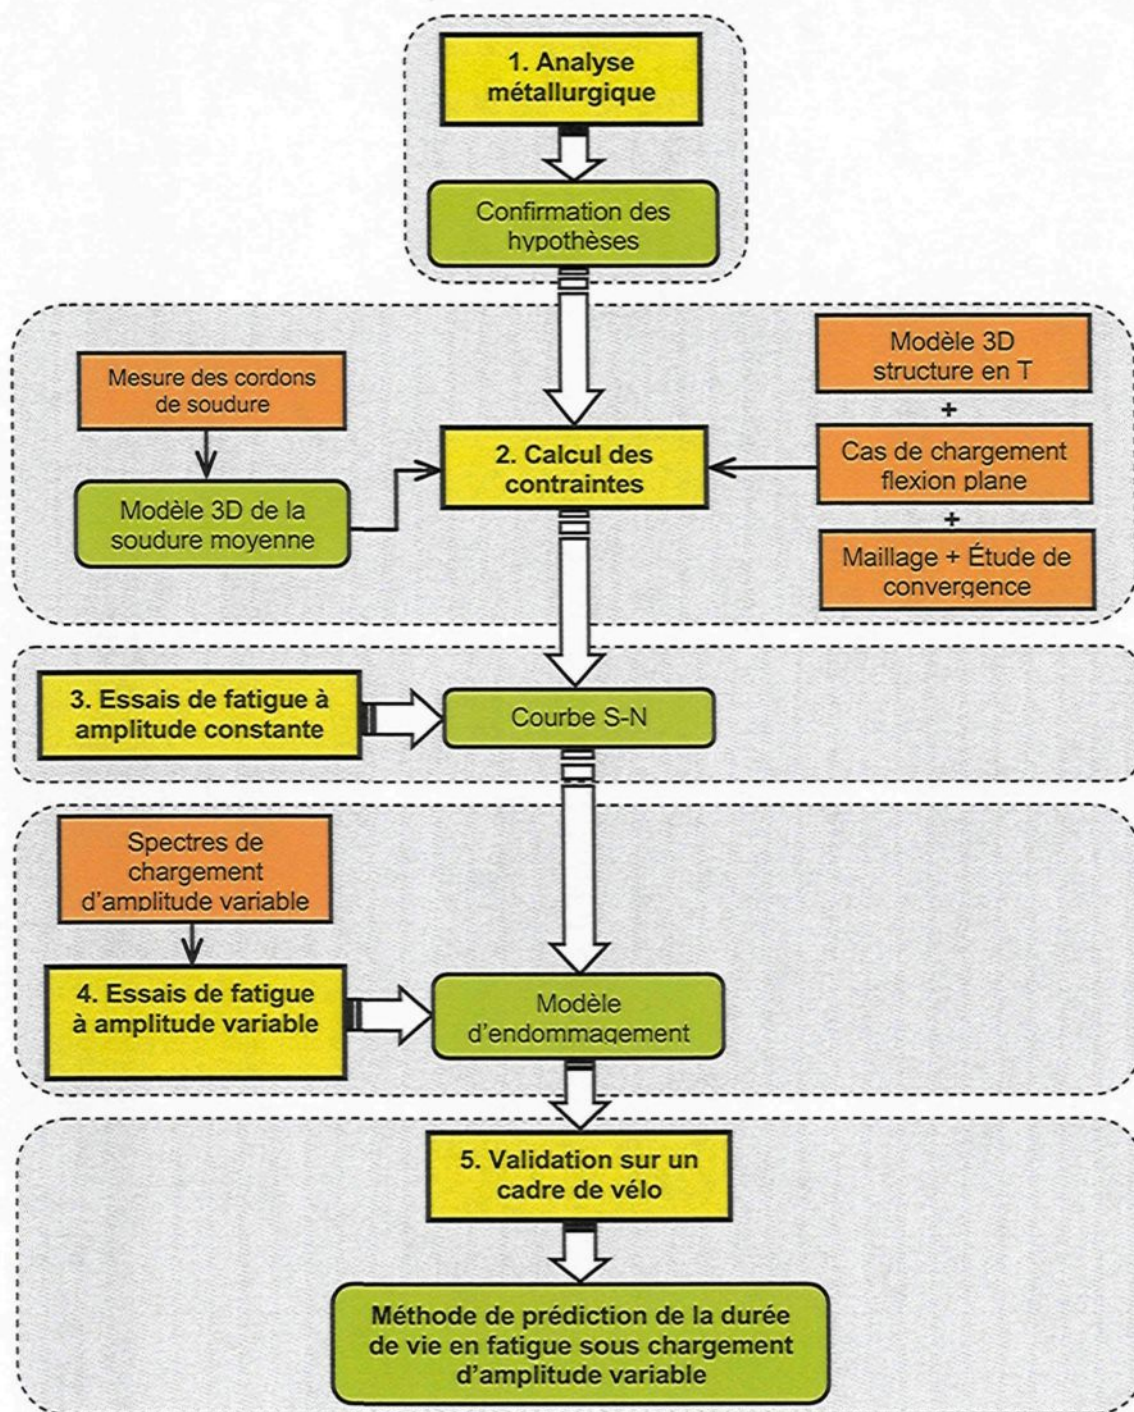 1. Analyse
métallurgique
Confirmation des
hypothèses
Mesure des cordons
de soudure
Modèle 3D de la
soudure moyenne
2. Calcul des
contraintes
Modèle 3D
structure en T
+
Cas de chargement
flexion plane
+
Maillage + Étude de
convergence
3. Essais de fatigue à
amplitude constante
Courbe S-N
Spectres de
chargement
d'amplitude variable
4. Essais de fatigue
à amplitude variable
Modèle
d'endommagement
5. Validation sur un
cadre de vélo
Méthode de prédiction de la durée
de vie en fatigue sous chargement
d'amplitude variable